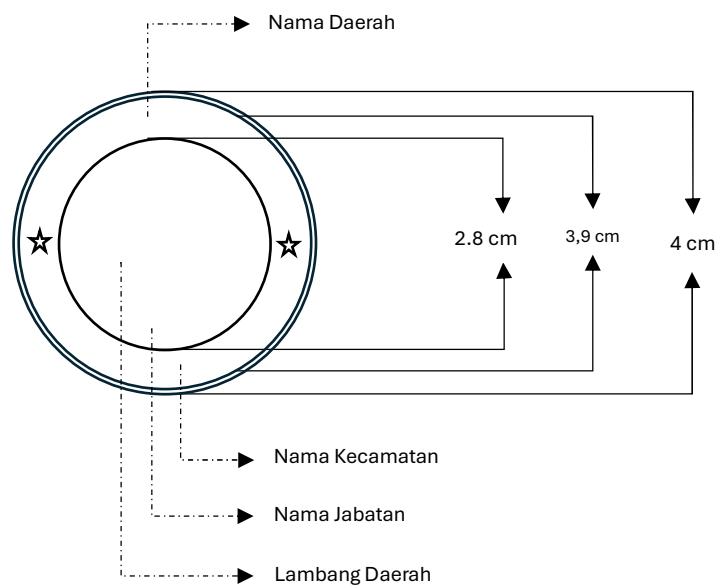 Nama Daerah
2.8 cm
3,9 cm
4 cm
Nama Kecamatan
Nama Jabatan
Lambang Daerah